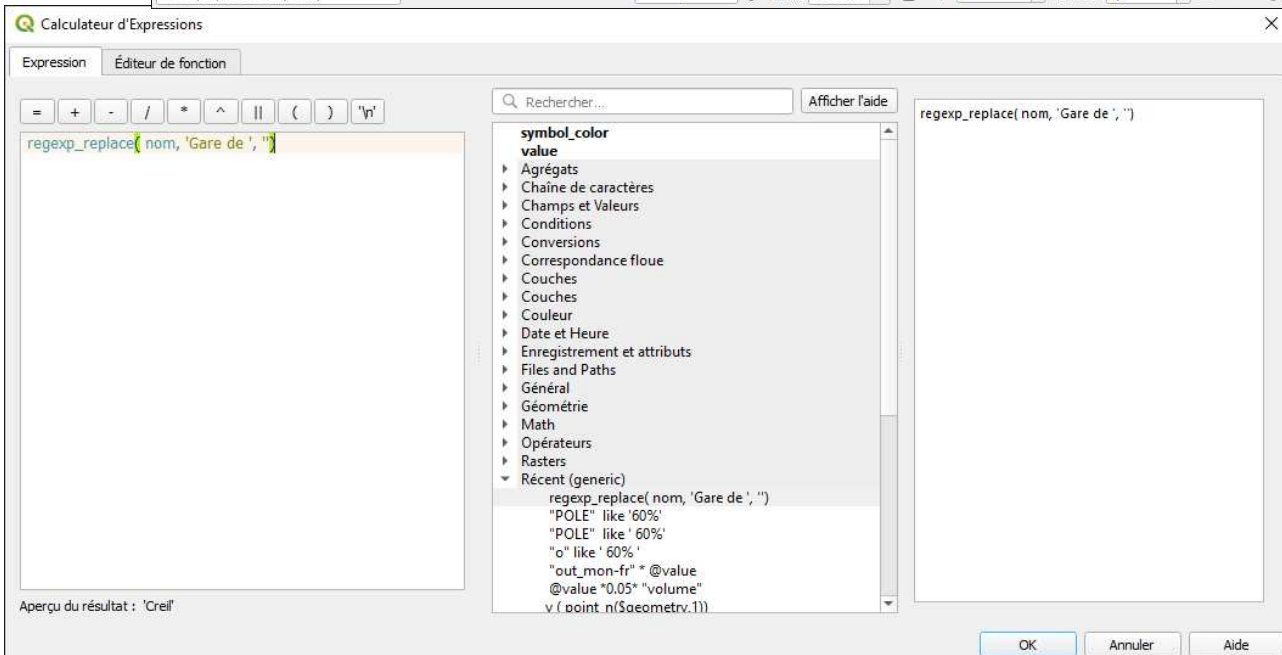 Calculateur d'Expressions
Expression
Éditeur de fonction
= + - / * ^ || ( ) '\n'
regexp_replace( nom, 'Gare de ', '')
Aperçu du résultat : 'Creil'
Rechercher...
Afficher l'aide
symbol_color
value
Agrégats
Chaîne de caractères
Champs et Valeurs
Conditions
Conversions
Correspondance floue
Couches
Couches
Couleur
Date et Heure
Enregistrement et attributs
Files and Paths
Général
Géométrie
Math
Opérateurs
Rasters
Récent (generic)
regexp_replace( nom, 'Gare de ', '')
"POLE" like '60%'
"POLE" like ' 60%'
"o" like ' 60% '
"out_mon-fr" * @value
@value *0.05* "volume"
y ( point_n($geometry,1))
regexp_replace( nom, 'Gare de ', '')
OK
Annuler
Aide